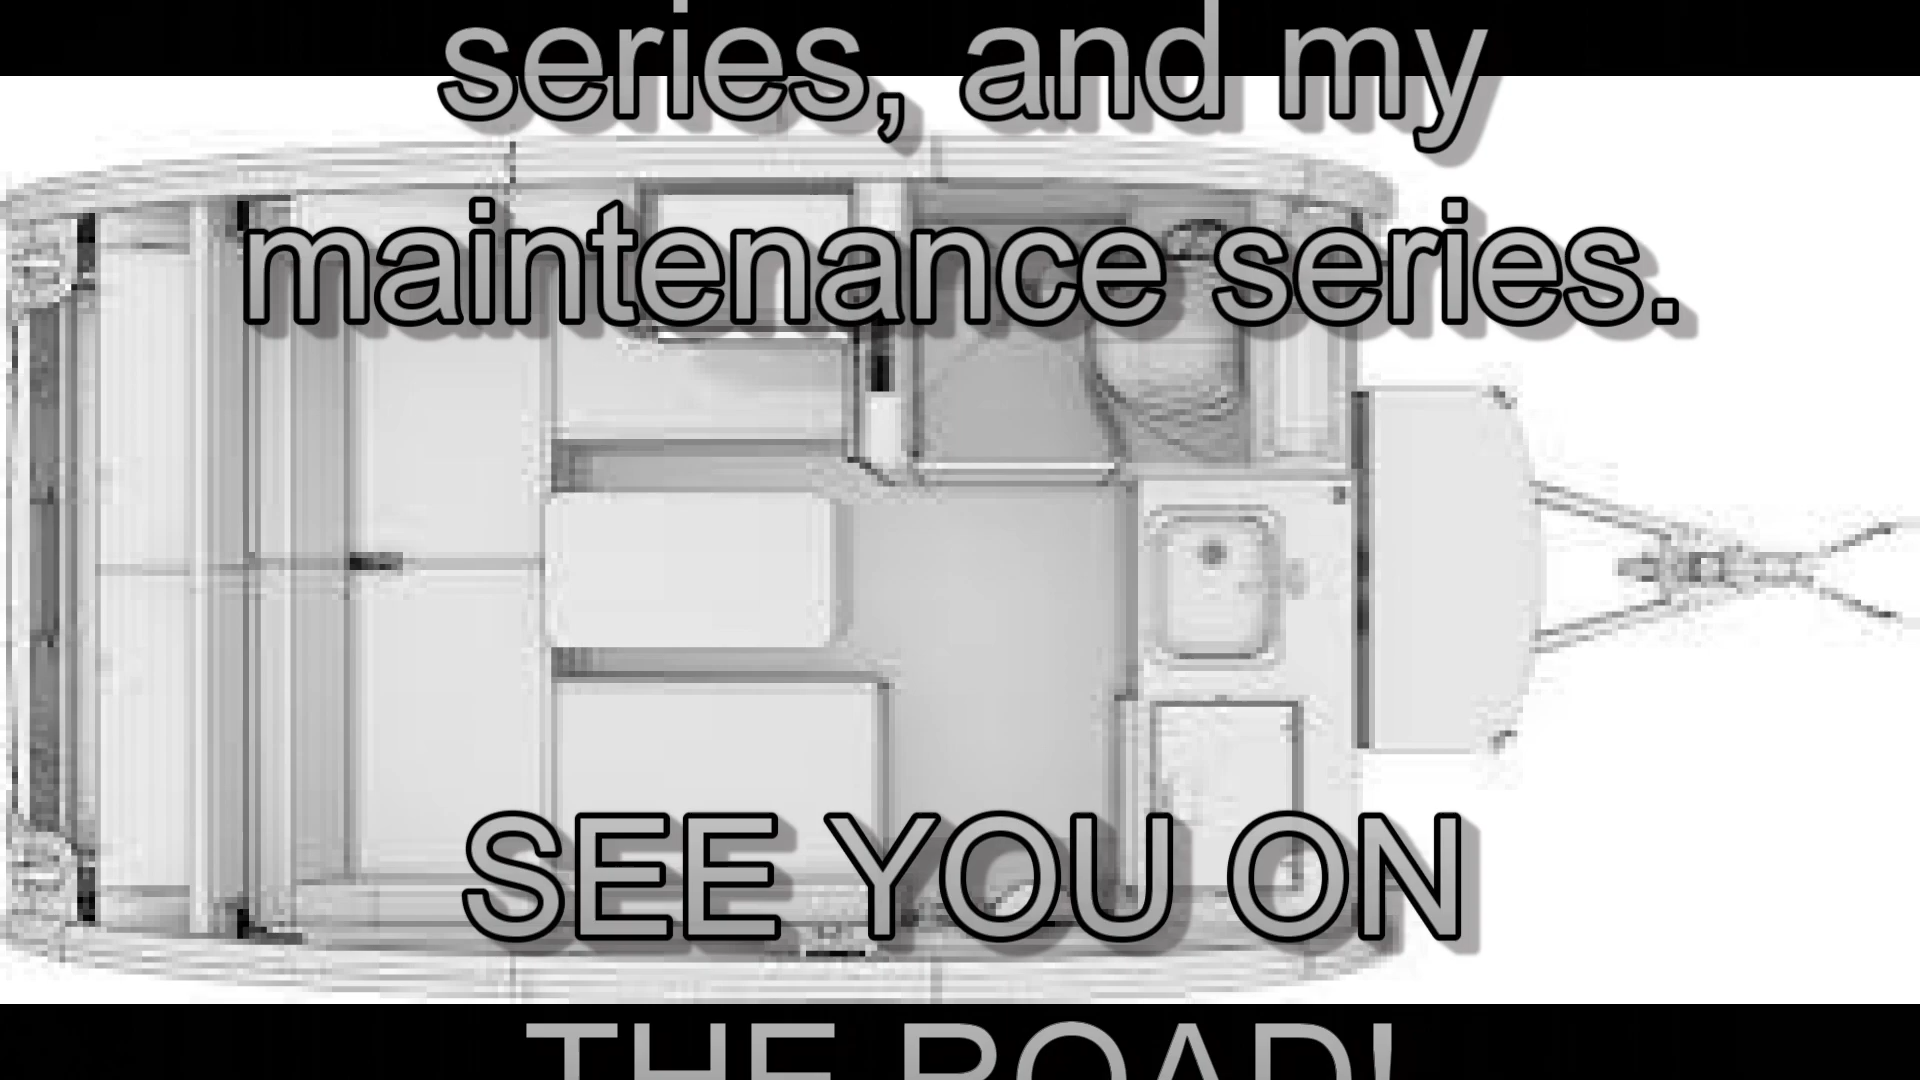 series, and my
maintenance series.
SEE YOU ON
THE ROAD!